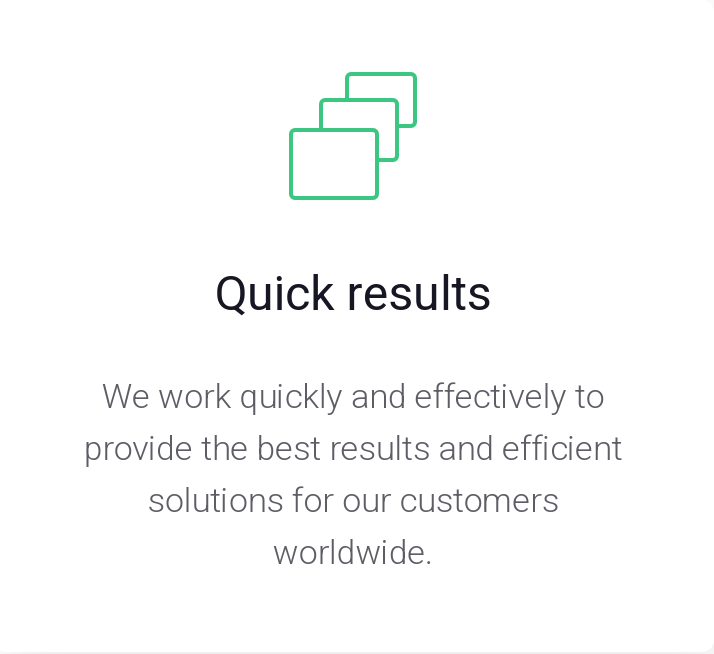 Quick results
We work quickly and effectively to
provide the best results and efficient
solutions for our customers
worldwide.